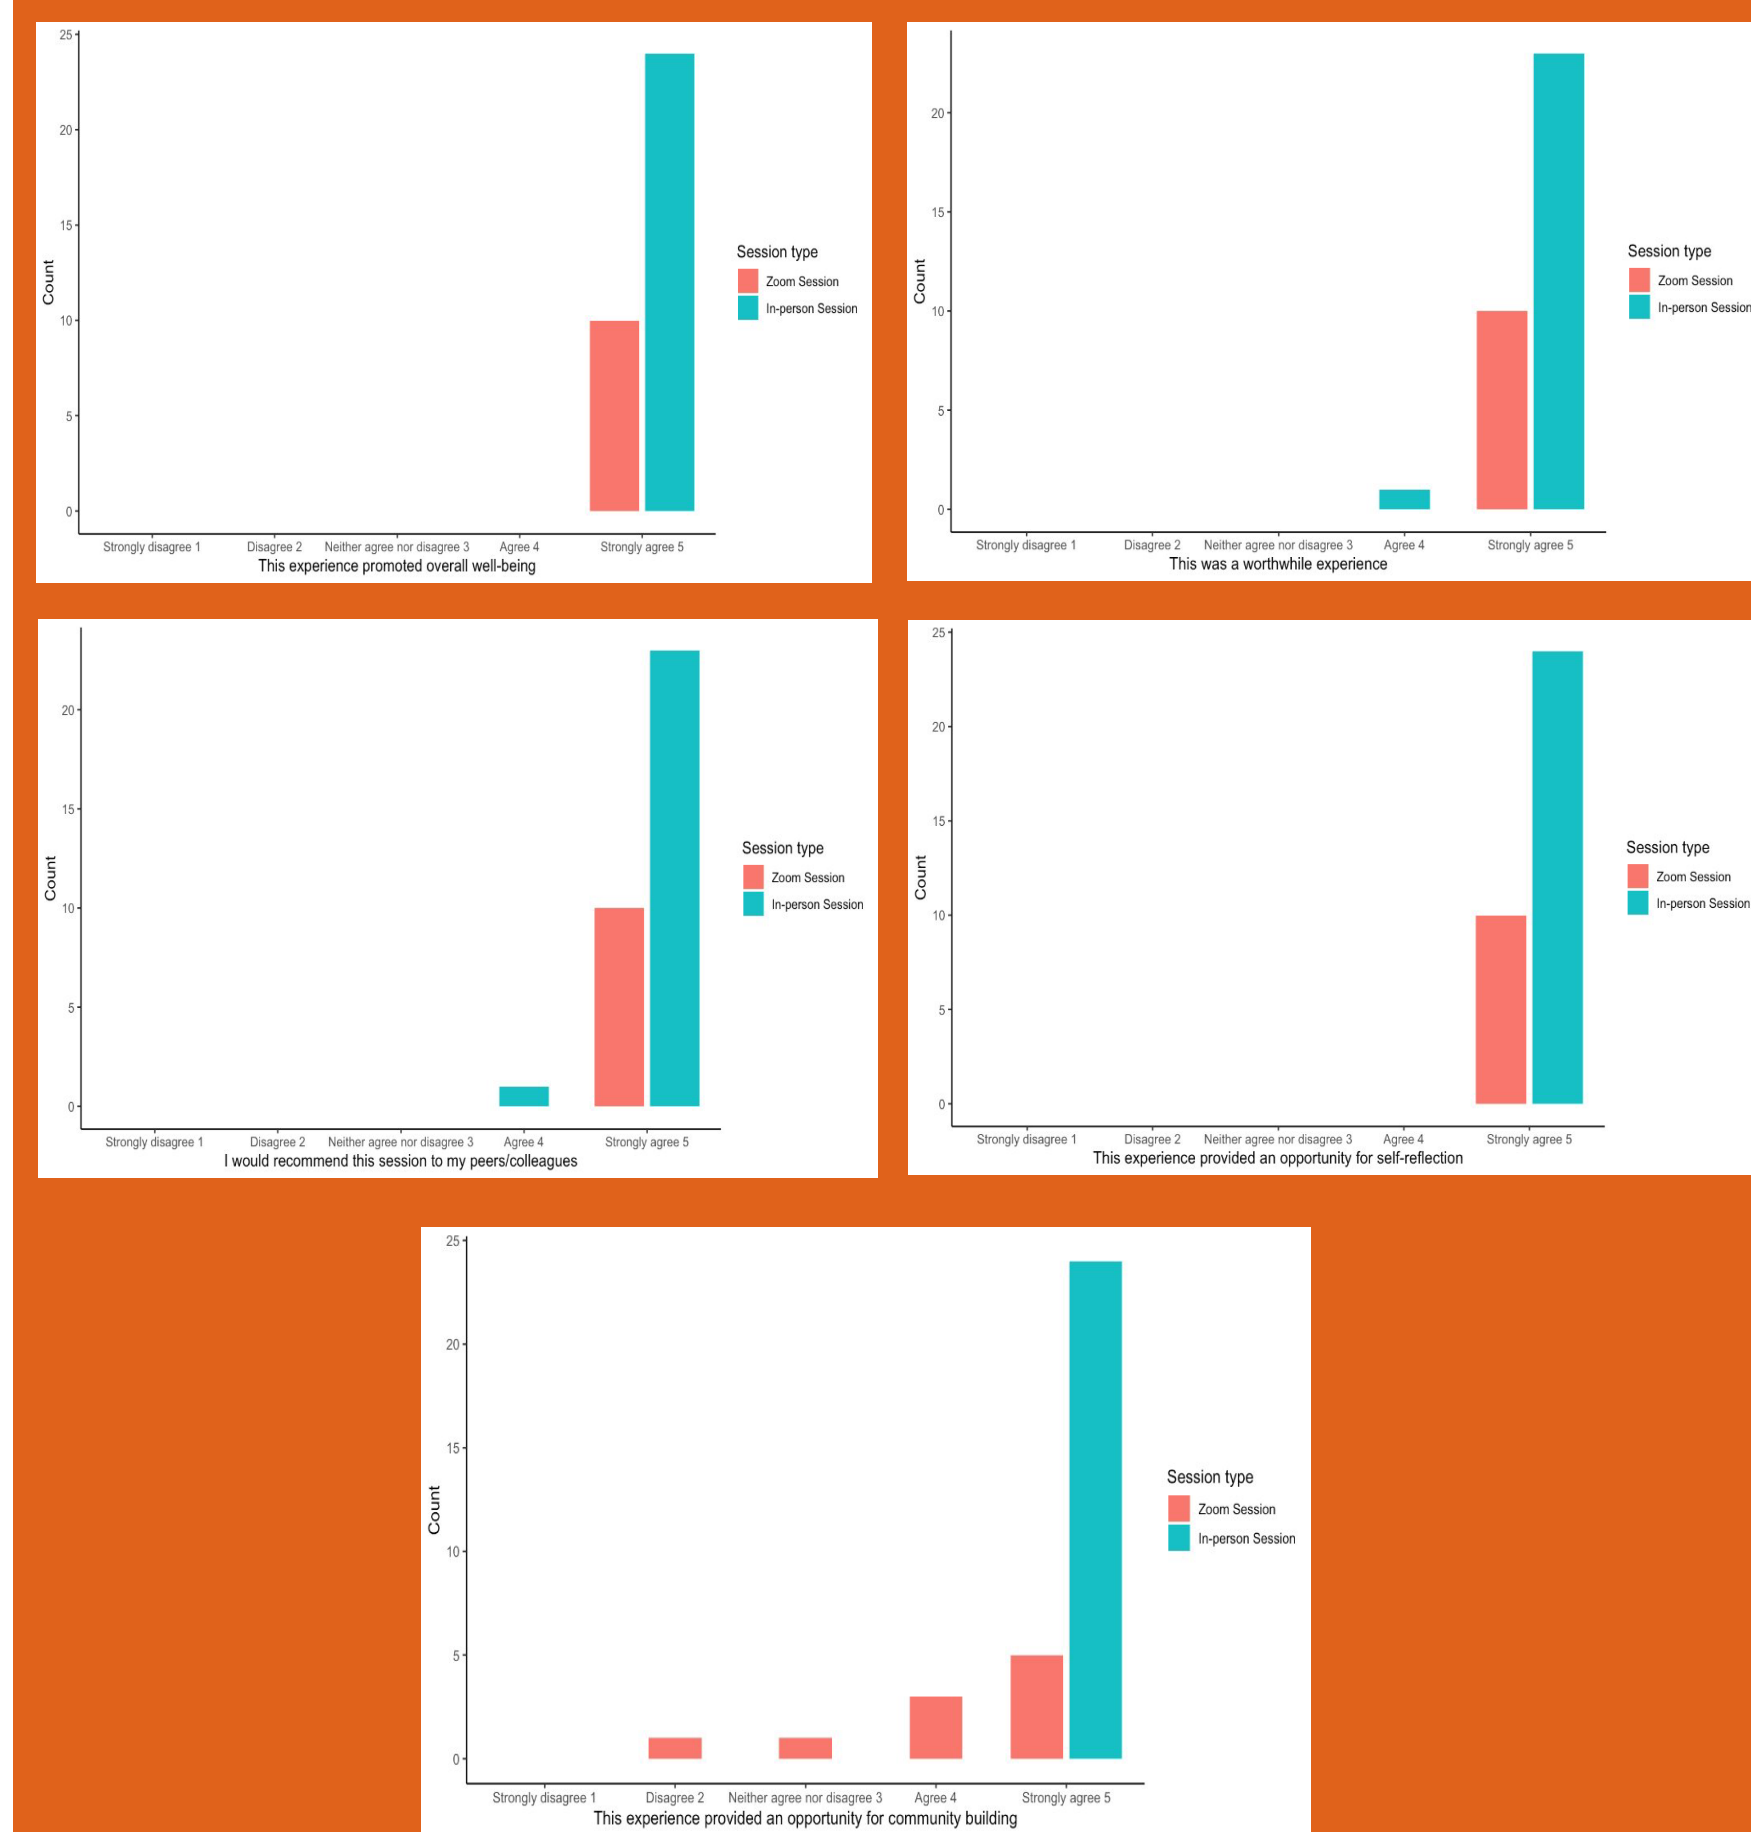 25
20
15
10
5
0
Count
Strongly disagree 1 Disagree 2 Neither agree nor disagree 3 Agree 4 Strongly agree 5
This experience promoted overall well-being
Session type
Zoom Session
In-person Session
20
15
10
5
0
Count
Strongly disagree 1 Disagree 2 Neither agree nor disagree 3 Agree 4 Strongly agree 5
This was a worthwhile experience
Session type
Zoom Session
In-person Session
20
15
10
5
0
Count
Strongly disagree 1 Disagree 2 Neither agree nor disagree 3 Agree 4 Strongly agree 5
I would recommend this session to my peers/colleagues
Session type
Zoom Session
In-person Session
25
20
15
10
5
0
Count
Strongly disagree 1 Disagree 2 Neither agree nor disagree 3 Agree 4 Strongly agree 5
This experience provided an opportunity for self-reflection
Session type
Zoom Session
In-person Session
25
20
15
10
5
0
Count
Strongly disagree 1 Disagree 2 Neither agree nor disagree 3 Agree 4 Strongly agree 5
This experience provided an opportunity for community building
Session type
Zoom Session
In-person Session